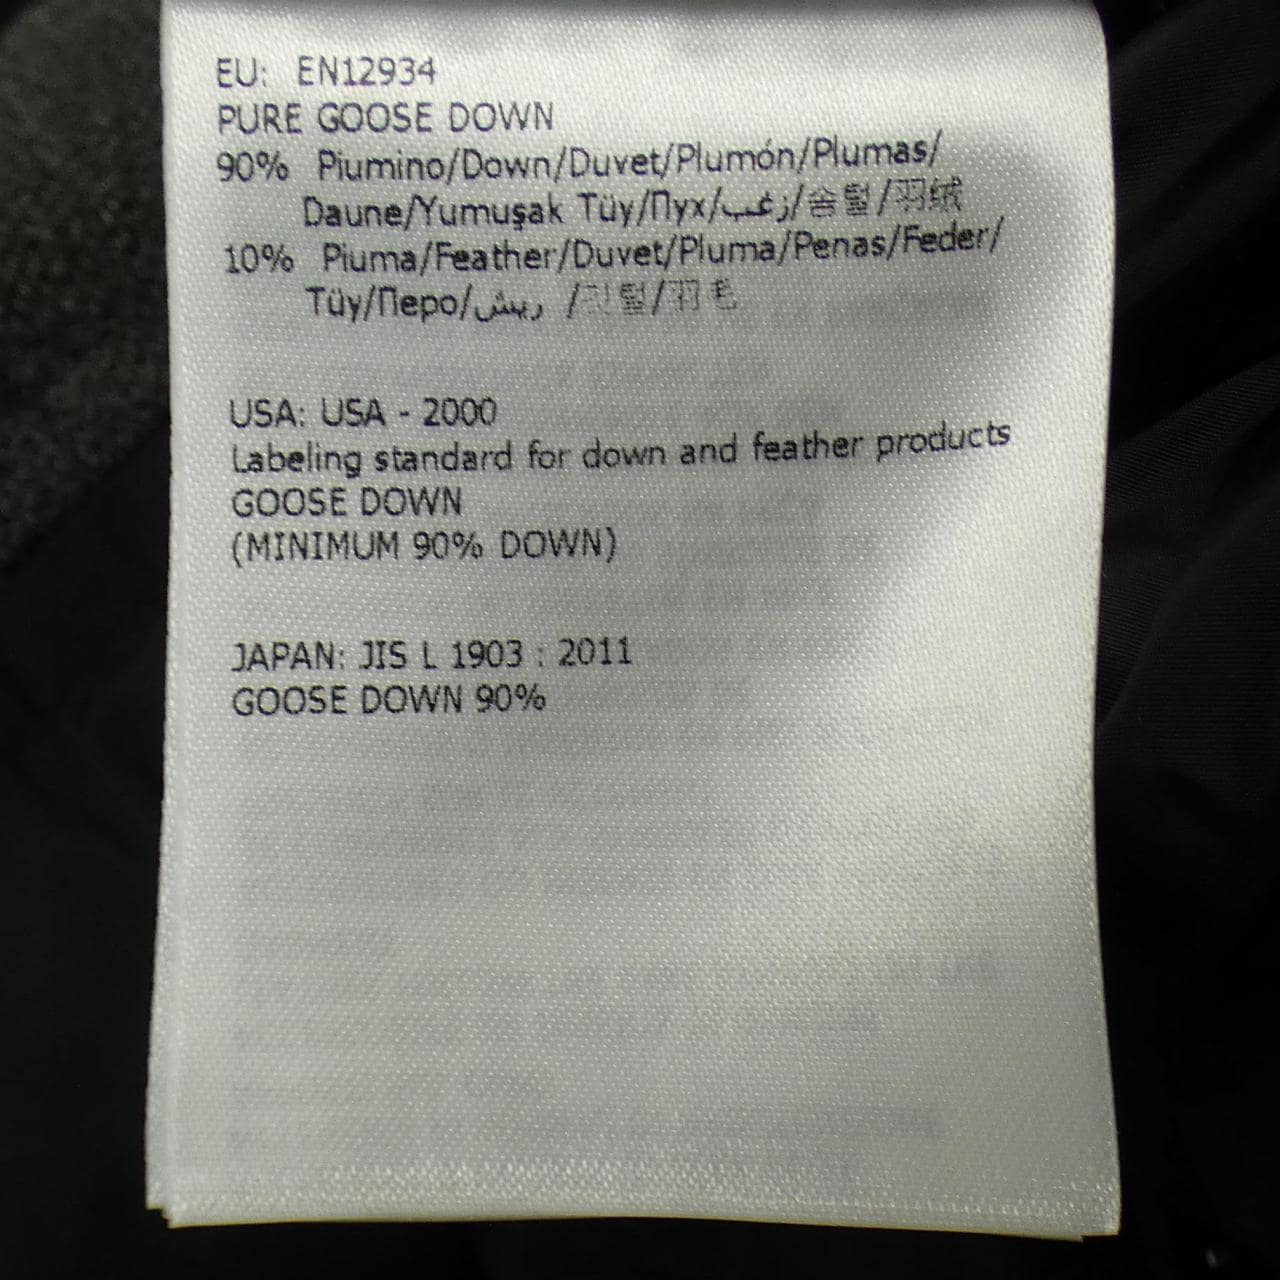 EU: EN12934
PURE GOOSE DOWN
90% Piumino/Down/Duvet/Plumón/Plumas/
Daune/Yumuşak Tüy/Пух/زغب/솜털/羽绒
10% Piuma/Feather/Duvet/Pluma/Penas/Feder/
Tüy/Перо/ريش /깃털/羽毛
USA: USA - 2000
Labeling standard for down and feather products
GOOSE DOWN
(MINIMUM 90% DOWN)
JAPAN: JIS L 1903 : 2011
GOOSE DOWN 90%